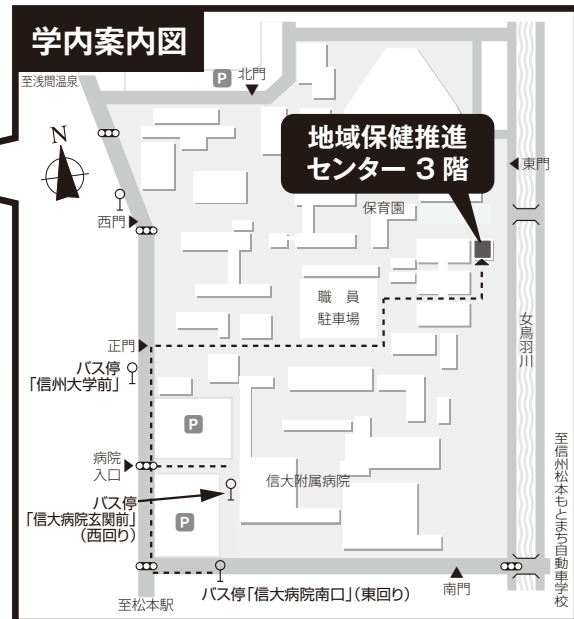 学内案内図
至浅間温泉
P
北門
N
地域保健推進
センター 3 階
東門
保育園
西門
職 員
駐車場
女鳥羽川
正門
バス停
「信州大学前」
P
病院
入口
信大附属病院
バス停
「信大病院玄関前」
(西回り)
P
至信州松本もとまち自動車学校
バス停「信大病院南口」(東回り)
南門
至松本駅